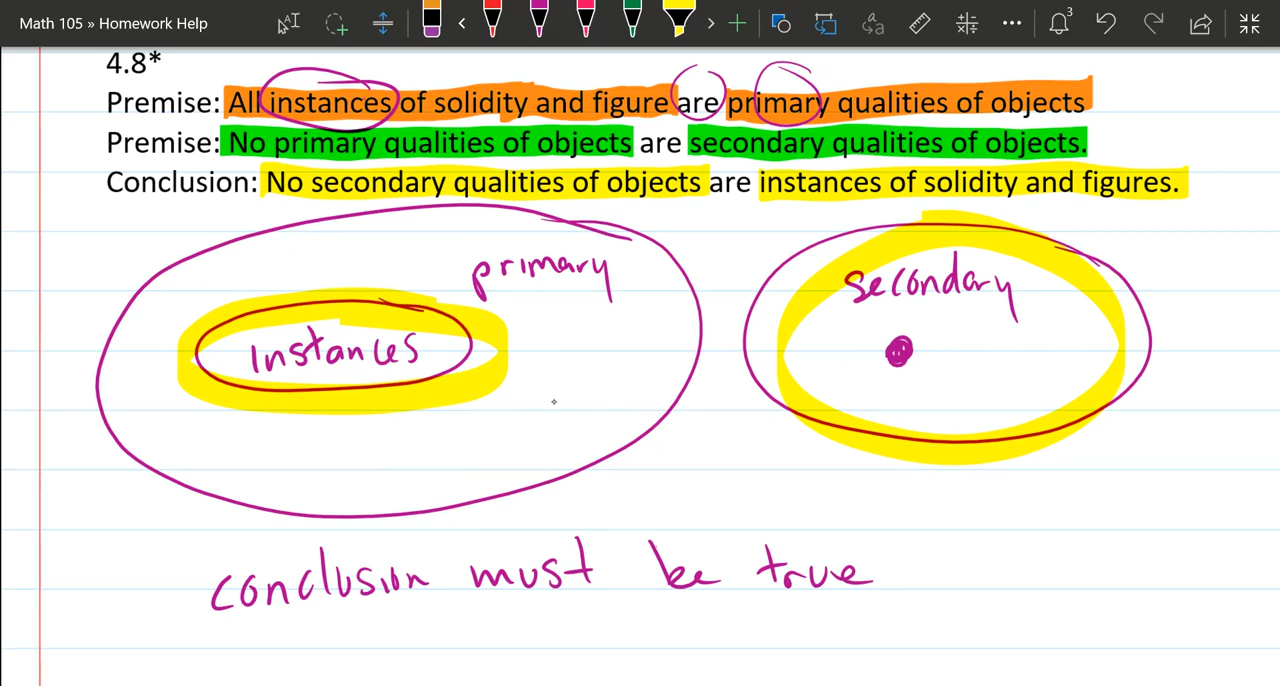 Math 105 » Homework Help
3
4.8*
Premise: All instances of solidity and figure are primary qualities of objects
Premise: No primary qualities of objects are secondary qualities of objects.
Conclusion: No secondary qualities of objects are instances of solidity and figures.
primary
secondary
Instances
conclusion must be true